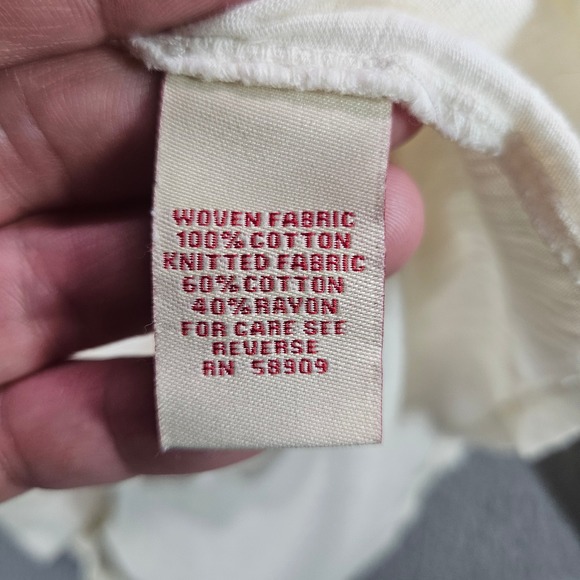 WOVEN FABRIC
100% COTTON
KNITTED FABRIC
60% COTTON
40% RAYON
FOR CARE SEE
REVERSE
RN 58909